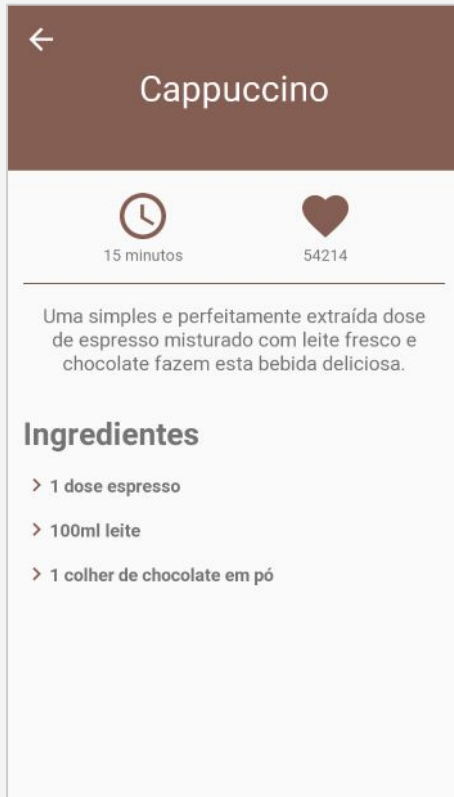 Cappuccino
15 minutos
54214
Uma simples e perfeitamente extraída dose
de espresso misturado com leite fresco e
chocolate fazem esta bebida deliciosa.
Ingredientes
1 dose espresso
100ml leite
1 colher de chocolate em pó